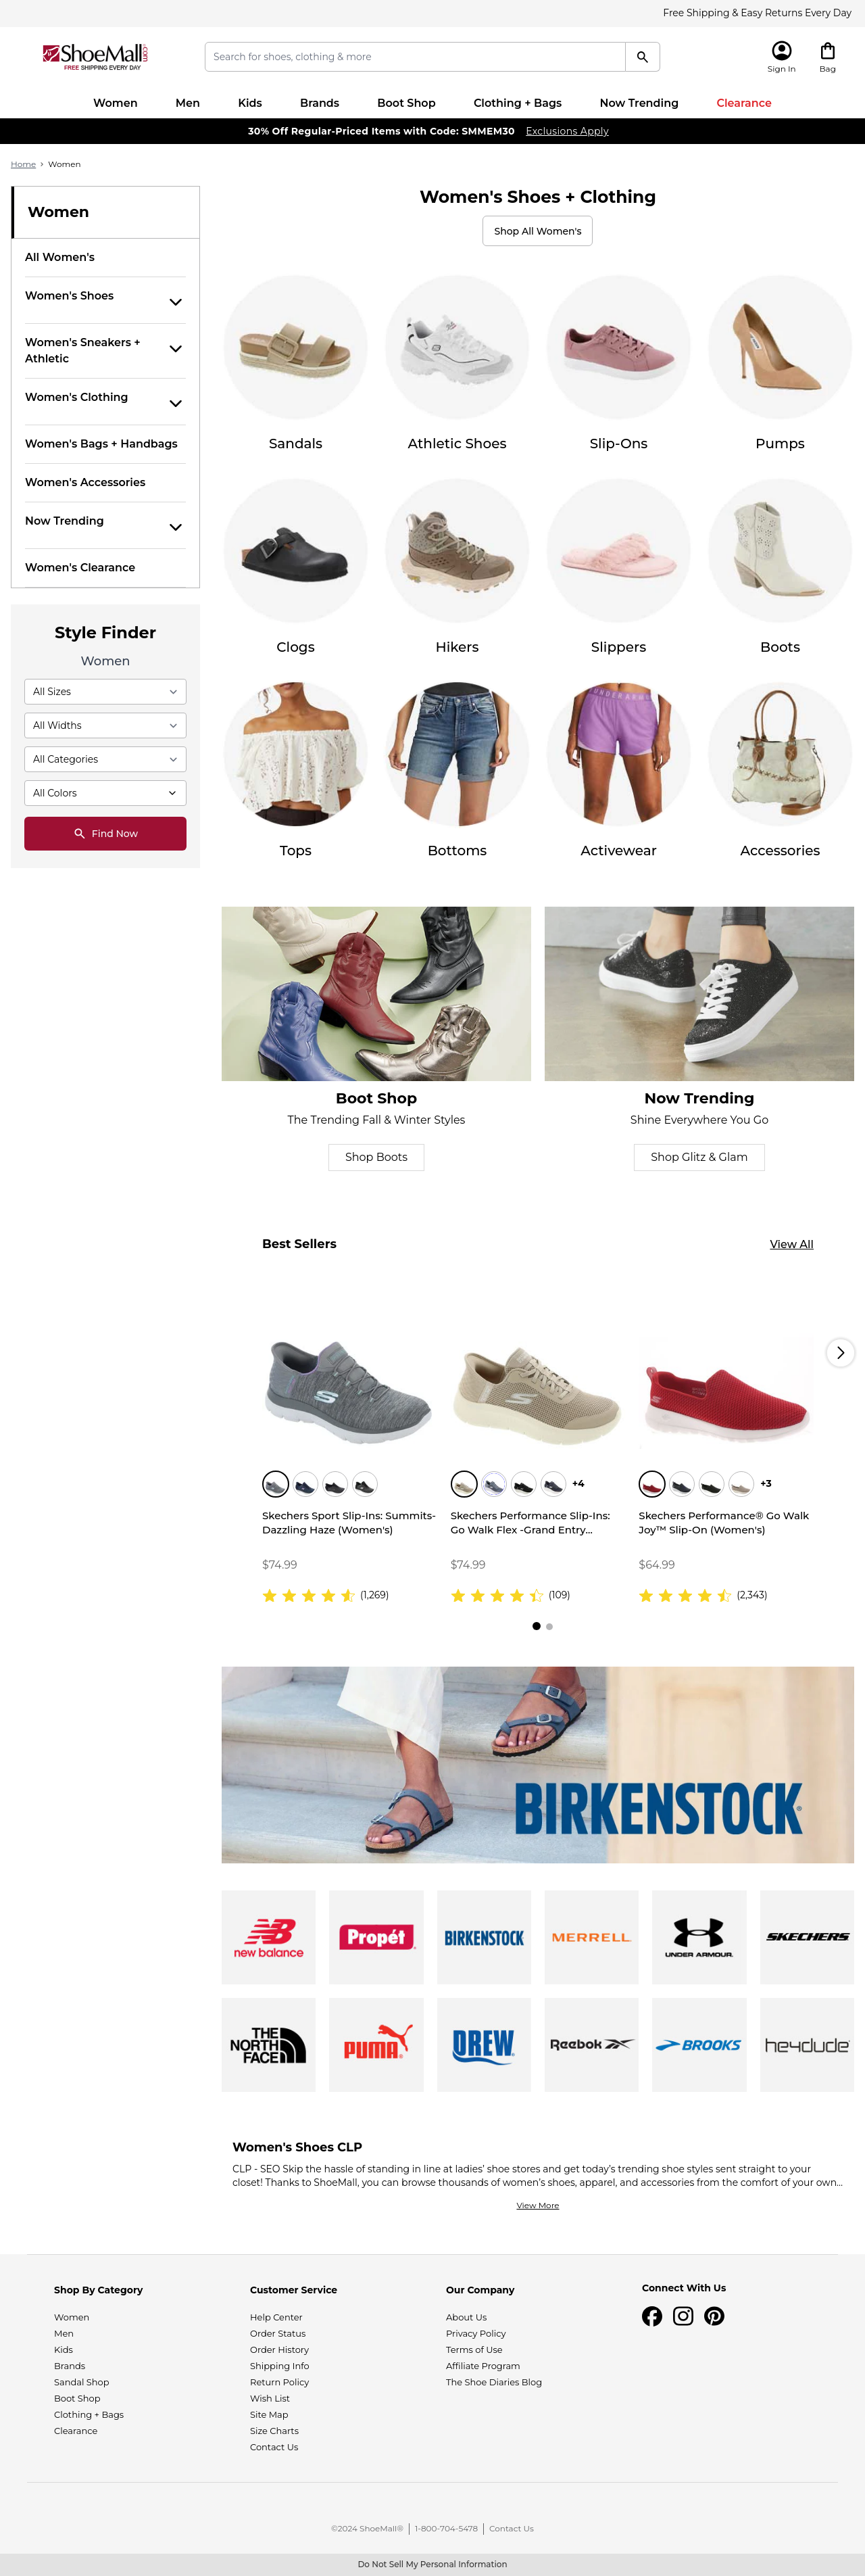 Free Shipping & Easy Returns Every Day
ShoeMall.com
FREE SHIPPING EVERY DAY
Search for shoes, clothing & more
Sign In
Bag
Women
Men
Kids
Brands
Boot Shop
Clothing + Bags
Now Trending
Clearance
30% Off Regular-Priced Items with Code: SMMEM30 Exclusions Apply
Home › Women
Women
All Women's
Women's Shoes
Women's Sneakers +
Athletic
Women's Clothing
Women's Bags + Handbags
Women's Accessories
Now Trending
Women's Clearance
Style Finder
Women
All Sizes
All Widths
All Categories
All Colors
Find Now
Women's Shoes + Clothing
Shop All Women's
Sandals
Athletic Shoes
Slip-Ons
Pumps
Clogs
Hikers
Slippers
Boots
UNDER ARMOUR
Tops
Bottoms
Activewear
Accessories
Boot Shop
The Trending Fall & Winter Styles
Shop Boots
Now Trending
Shine Everywhere You Go
Shop Glitz & Glam
Best Sellers
View All
Skechers Sport Slip-Ins: Summits-
Dazzling Haze (Women's)
$74.99
(1,269)
+4
Skechers Performance Slip-Ins:
Go Walk Flex -Grand Entry...
$74.99
(109)
+3
Skechers Performance® Go Walk
Joy™ Slip-On (Women's)
$64.99
(2,343)
BIRKENSTOCK®
new balance
Propét
BIRKENSTOCK
MERRELL
UNDER ARMOUR
SKECHERS
THE
NORTH
FACE
PUMA
DREW
Reebok
BROOKS
heydude
Women's Shoes CLP
CLP - SEO Skip the hassle of standing in line at ladies’ shoe stores and get today’s trending shoe styles sent straight to your
closet! Thanks to ShoeMall, you can browse thousands of women’s shoes, apparel, and accessories from the comfort of your own...
View More
Shop By Category
Women
Men
Kids
Brands
Sandal Shop
Boot Shop
Clothing + Bags
Clearance
Customer Service
Help Center
Order Status
Order History
Shipping Info
Return Policy
Wish List
Site Map
Size Charts
Contact Us
Our Company
About Us
Privacy Policy
Terms of Use
Affiliate Program
The Shoe Diaries Blog
Connect With Us
©2024 ShoeMall® | 1-800-704-5478 | Contact Us
Do Not Sell My Personal Information